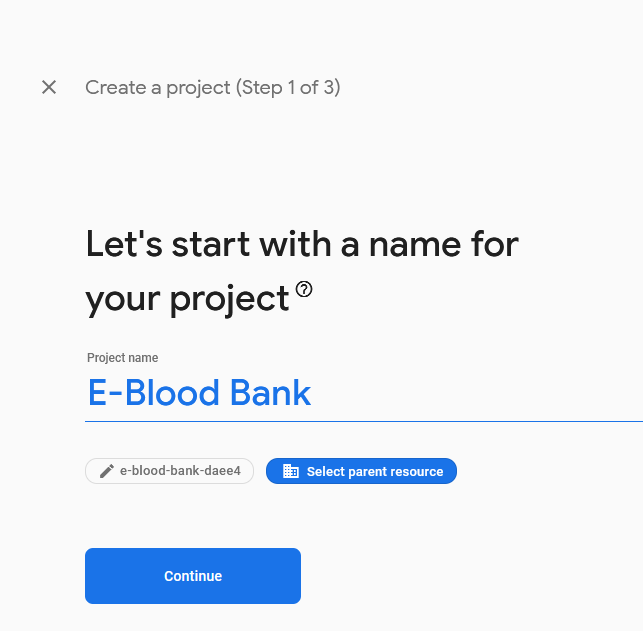 Create a project (Step 1 of 3)
Let's start with a name for
your project
Project name
E-Blood Bank
e-blood-bank-daee4
Select parent resource
Continue